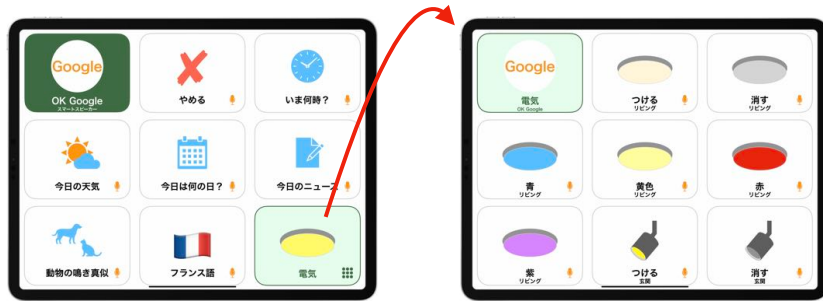 Google
OK Google
スマートスピーカー
やめる
いま何時？
今日の天気
今日は何の日？
今日のニュース
動物の鳴き真似
フランス語
電気
Google
電気
OK Google
つける
リビング
消す
リビング
青
リビング
黄色
リビング
赤
リビング
紫
リビング
つける
玄関
消す
玄関